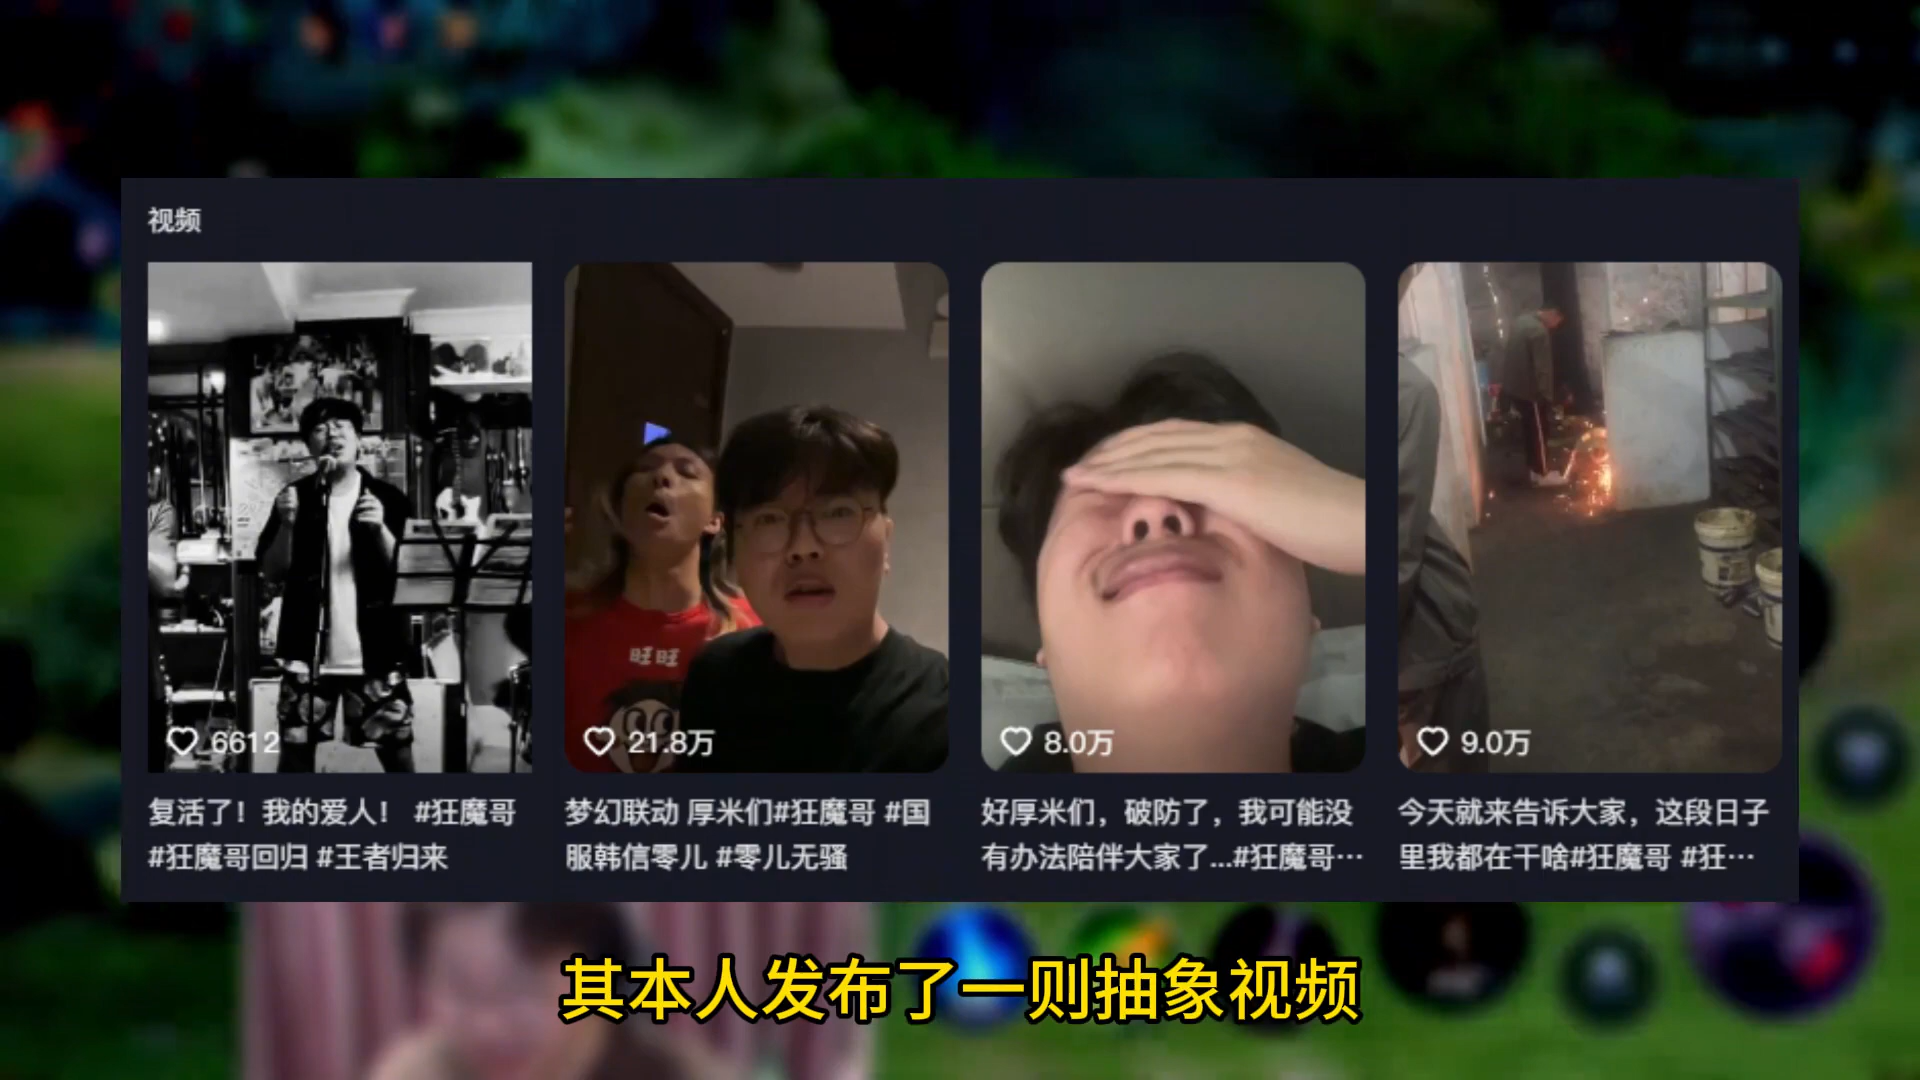 视频
6612
21.8万
8.0万
9.0万
旺旺
复活了！我的爱人！ #狂魔哥
#狂魔哥回归 #王者归来
梦幻联动 厚米们#狂魔哥 #国
服韩信零儿 #零儿无骚
好厚米们，破防了，我可能没
有办法陪伴大家了...#狂魔哥…
今天就来告诉大家，这段日子
里我都在干啥#狂魔哥 #狂…
其本人发布了一则抽象视频